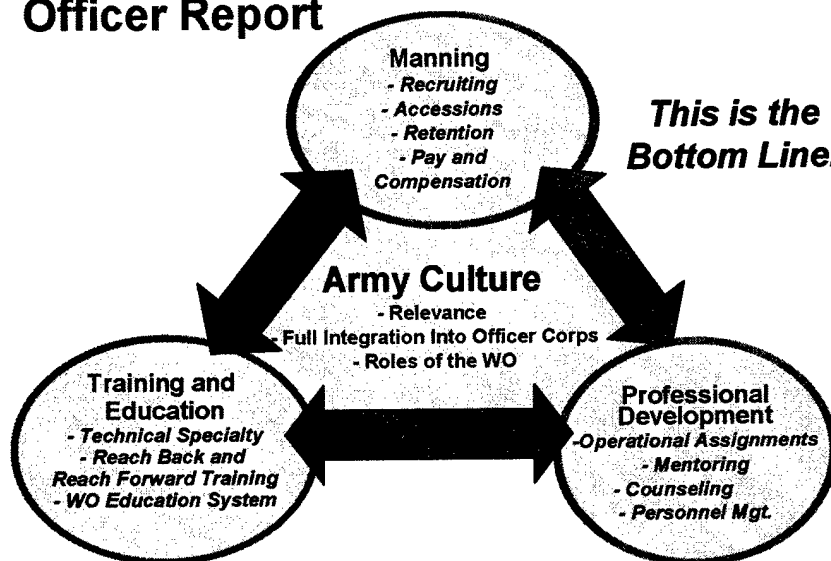 Officer Report
Manning
- Recruiting
- Accessions
- Retention
- Pay and
Compensation
This is the
Bottom Line
Army Culture
- Relevance
- Full Integration Into Officer Corps
- Roles of the WO
Training and
Education
- Technical Specialty
- Reach Back and
Reach Forward Training
- WO Education System
Professional
Development
-Operational Assignments
- Mentoring
- Counseling
- Personnel Mgt.